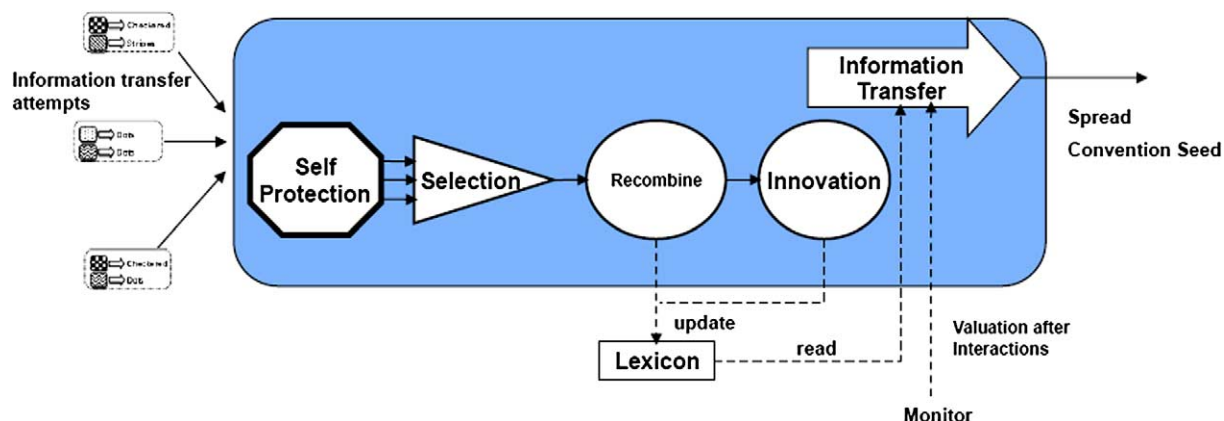 Checkered
Stripes
Information transfer
attempts
Dots
Dots
Checkered
Dots
Self
Protection
Selection
Recombine
Innovation
Information
Transfer
Spread
Convention Seed
update
Lexicon
read
Valuation after
Interactions
Monitor